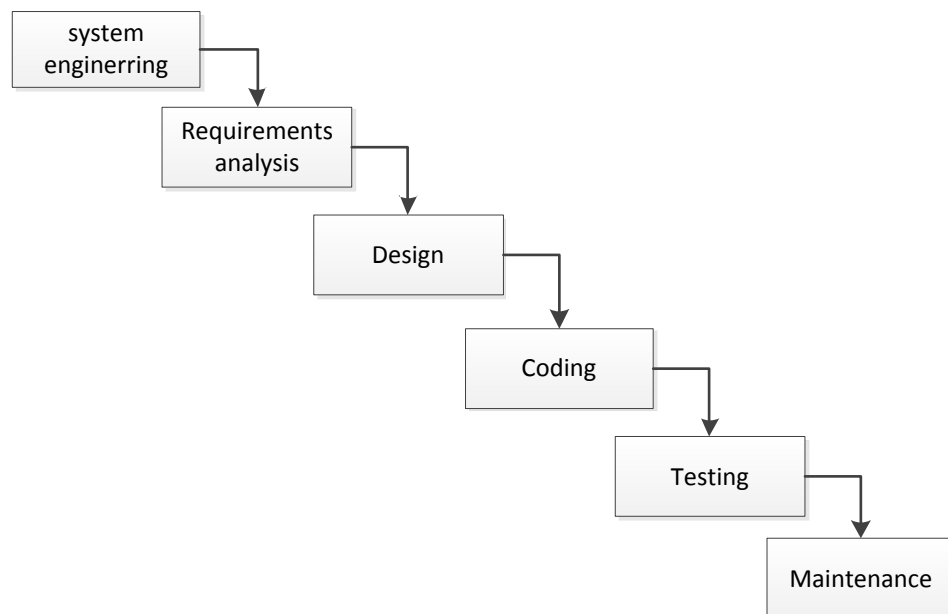 system
enginerring
Requirements
analysis
Design
Coding
Testing
Maintenance